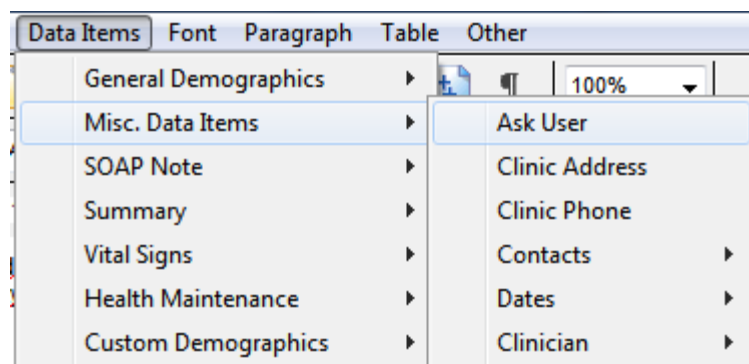 Data Items Font Paragraph Table Other
General Demographics
¶ 100%
Misc. Data Items
Ask User
SOAP Note
Clinic Address
Summary
Clinic Phone
Vital Signs
Contacts
Health Maintenance
Dates
Custom Demographics
Clinician